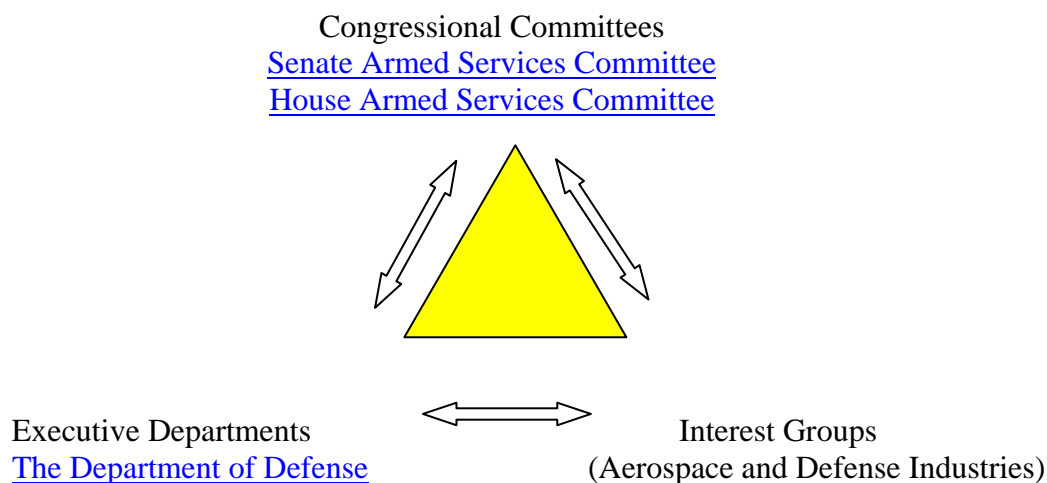 Congressional Committees
Senate Armed Services Committee
House Armed Services Committee
Executive Departments
The Department of Defense
Interest Groups
(Aerospace and Defense Industries)